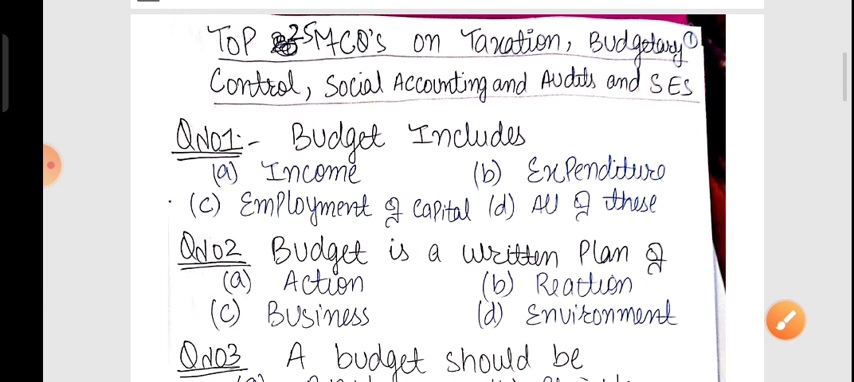 TOP 25 MCQ'S on Taxation, Budgetary ①
Control, Social Accounting and Audits and SES
QNO1:- Budget Includes
(a) Income (b) Expenditure
(c) Employment of Capital (d) All of these
QNO2 Budget is a written Plan of
(a) Action (b) Reaction
(c) Business (d) Environment
QNO3 A budget should be